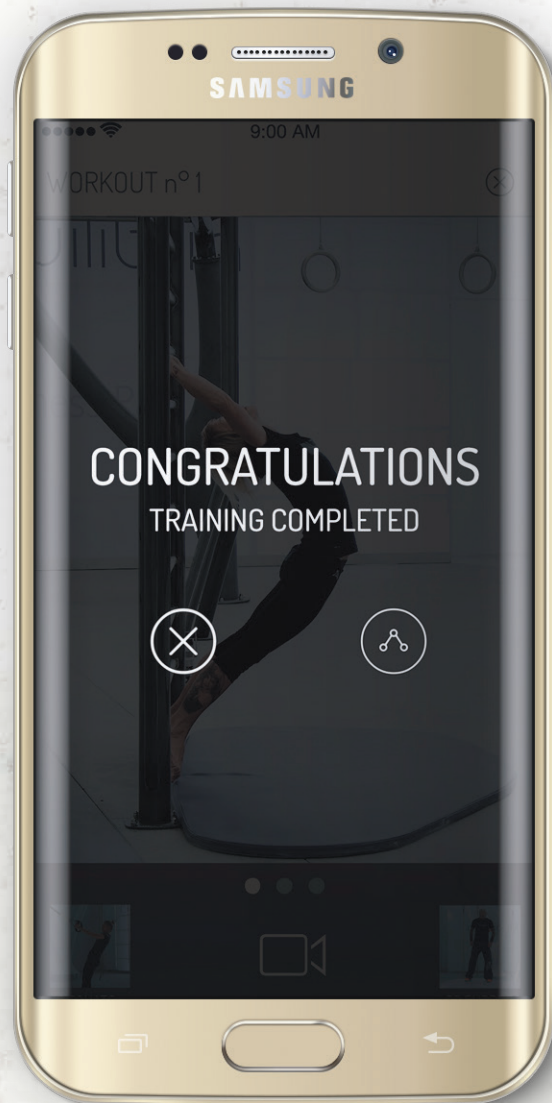 SAMSUNG
9:00 AM
WORKOUT n° 1
CONGRATULATIONS
TRAINING COMPLETED